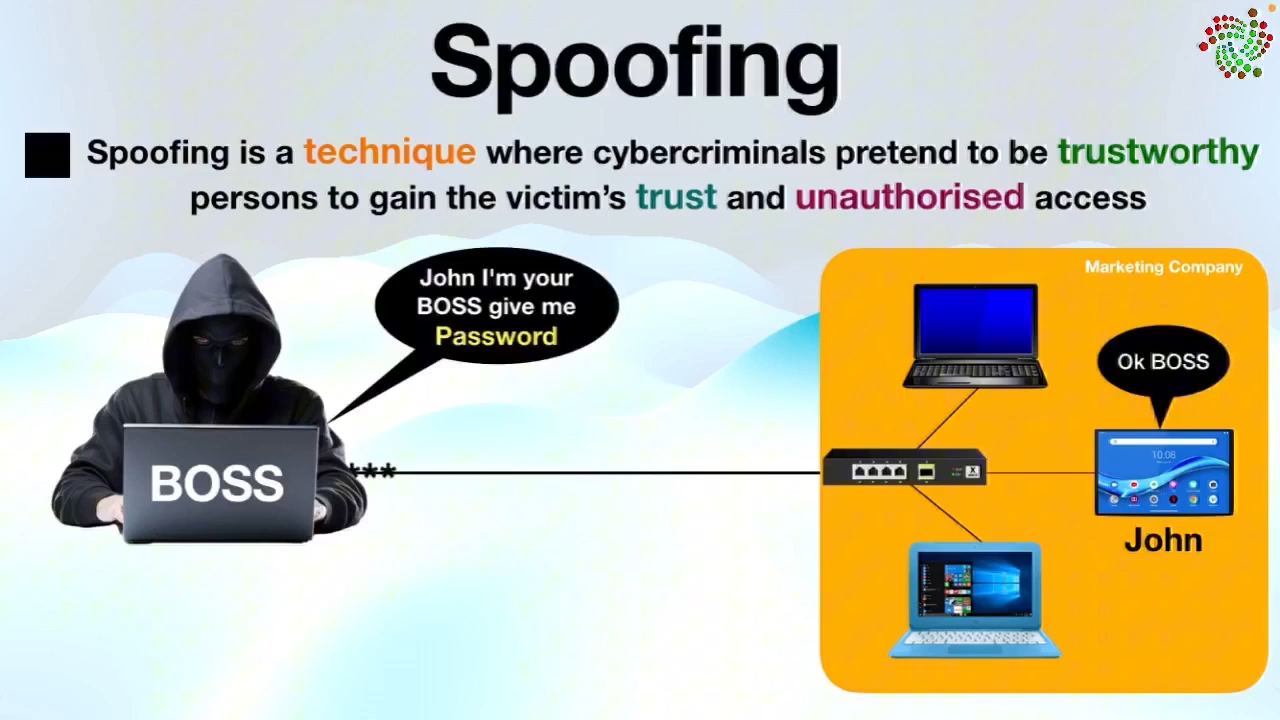 Spoofing
Spoofing is a technique where cybercriminals pretend to be trustworthy
persons to gain the victim’s trust and unauthorised access
John I'm your
BOSS give me
Password
BOSS
***
Marketing Company
Ok BOSS
10:08
John